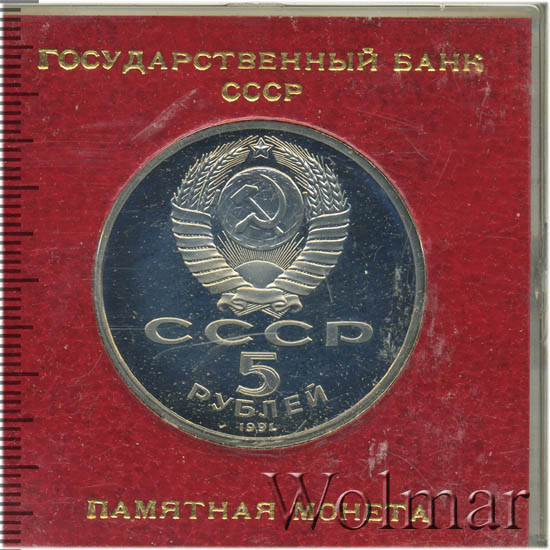 ГОСУДАРСТВЕННЫЙ БАНК
СССР
СССР
5
РУБЛЕЙ
1991
ПАМЯТНАЯ МОНЕТА
Wolmar